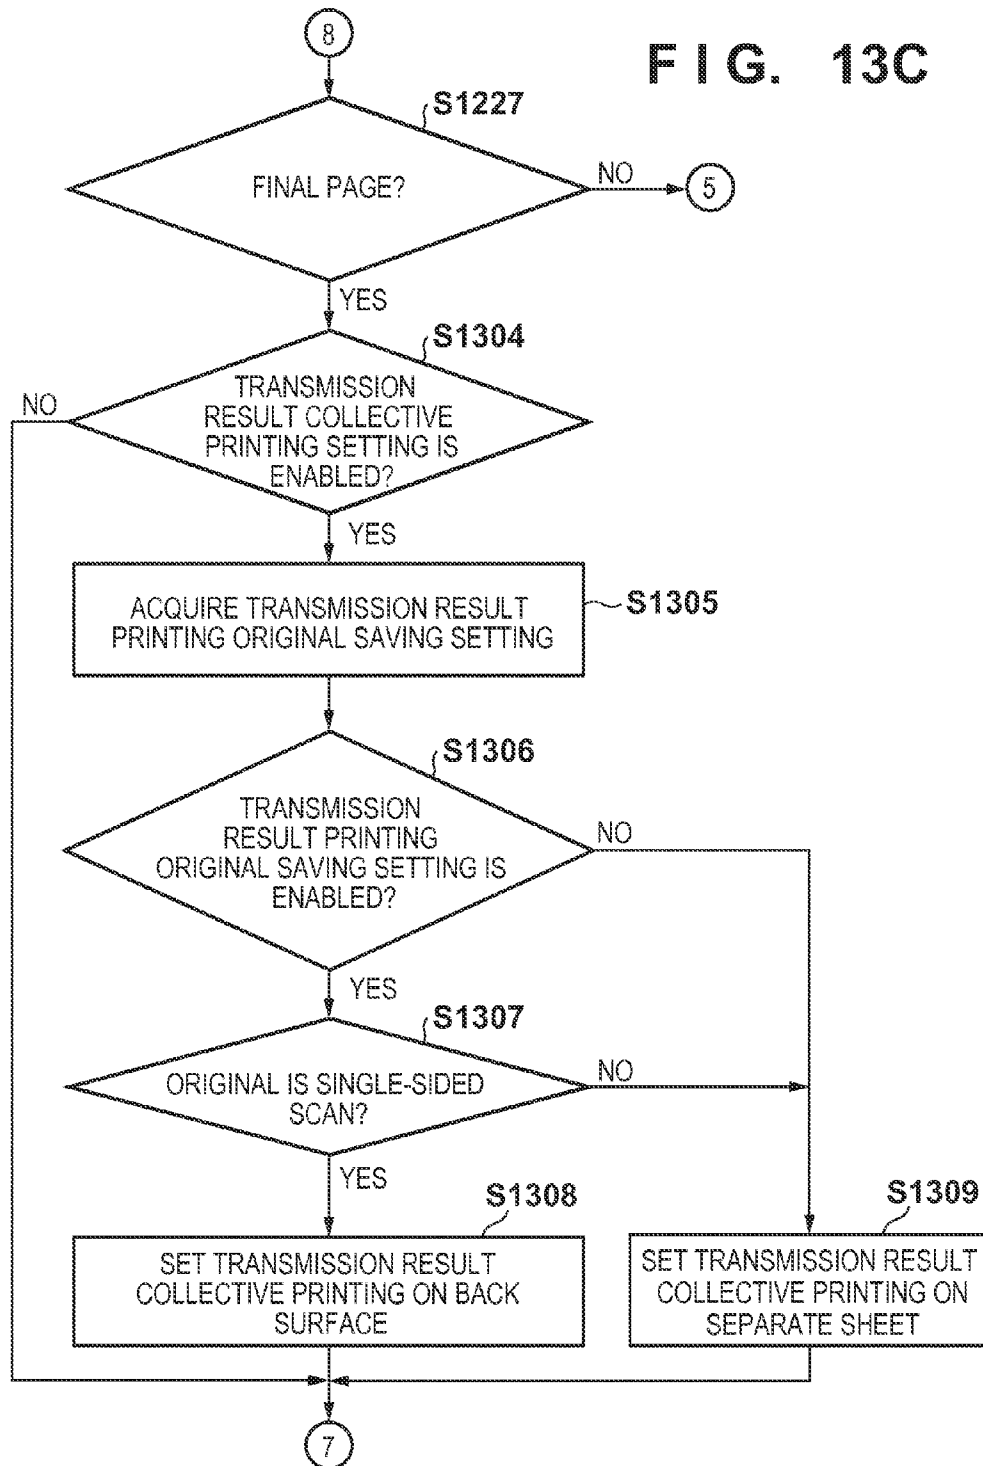 8
FIG. 13C
S1227
FINAL PAGE?
NO
5
YES
S1304
TRANSMISSION
RESULT COLLECTIVE
PRINTING SETTING IS
ENABLED?
NO
YES
S1305
ACQUIRE TRANSMISSION RESULT
PRINTING ORIGINAL SAVING SETTING
S1306
TRANSMISSION
RESULT PRINTING
ORIGINAL SAVING SETTING IS
ENABLED?
NO
YES
S1307
ORIGINAL IS SINGLE-SIDED
SCAN?
NO
YES
S1308
SET TRANSMISSION RESULT
COLLECTIVE PRINTING ON BACK
SURFACE
S1309
SET TRANSMISSION RESULT
COLLECTIVE PRINTING ON
SEPARATE SHEET
7